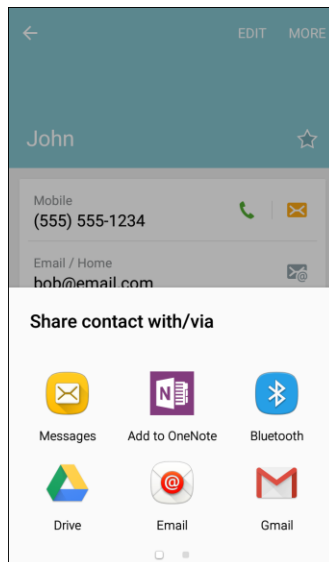 EDIT MORE
John
Mobile
(555) 555-1234
Email / Home
bob@email.com
Share contact with/via
Messages Add to OneNote Bluetooth
Drive Email Gmail